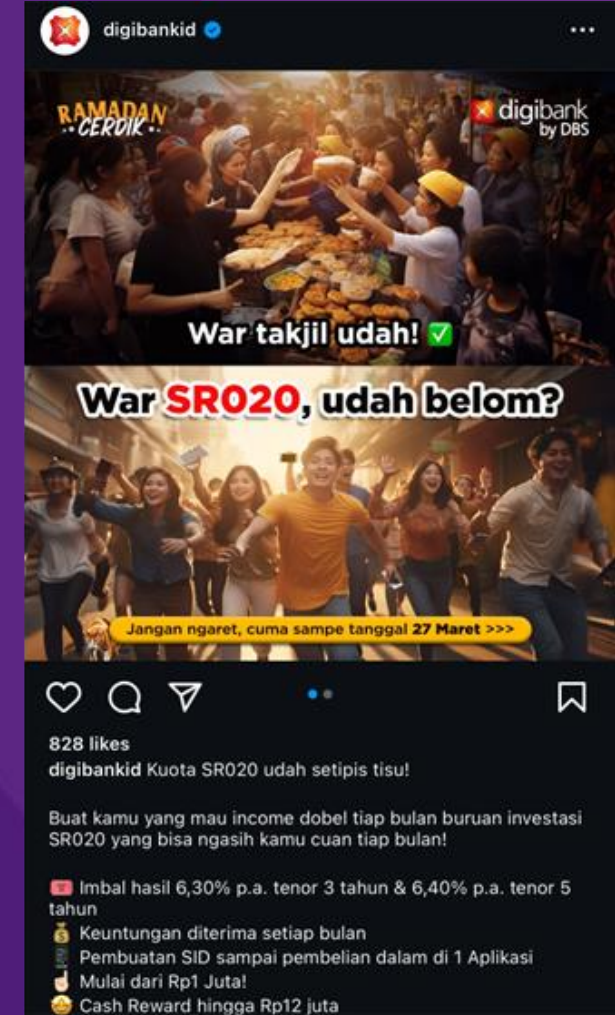 digibankid
RAMADAN
CERDIK
digibank
by DBS
War takjil udah! ✅
War SR020, udah belom?
Jangan ngaret, cuma sampe tanggal 27 Maret >>>
828 likes
digibankid Kuota SR020 udah setipis tisu!
Buat kamu yang mau income dobel tiap bulan buruan investasi
SR020 yang bisa ngasih kamu cuan tiap bulan!
🎟️ Imbal hasil 6,30% p.a. tenor 3 tahun & 6,40% p.a. tenor 5
tahun
💰 Keuntungan diterima setiap bulan
📱 Pembuatan SID sampai pembelian dalam di 1 Aplikasi
☝🏻 Mulai dari Rp1 Juta!
🤩 Cash Reward hingga Rp12 juta